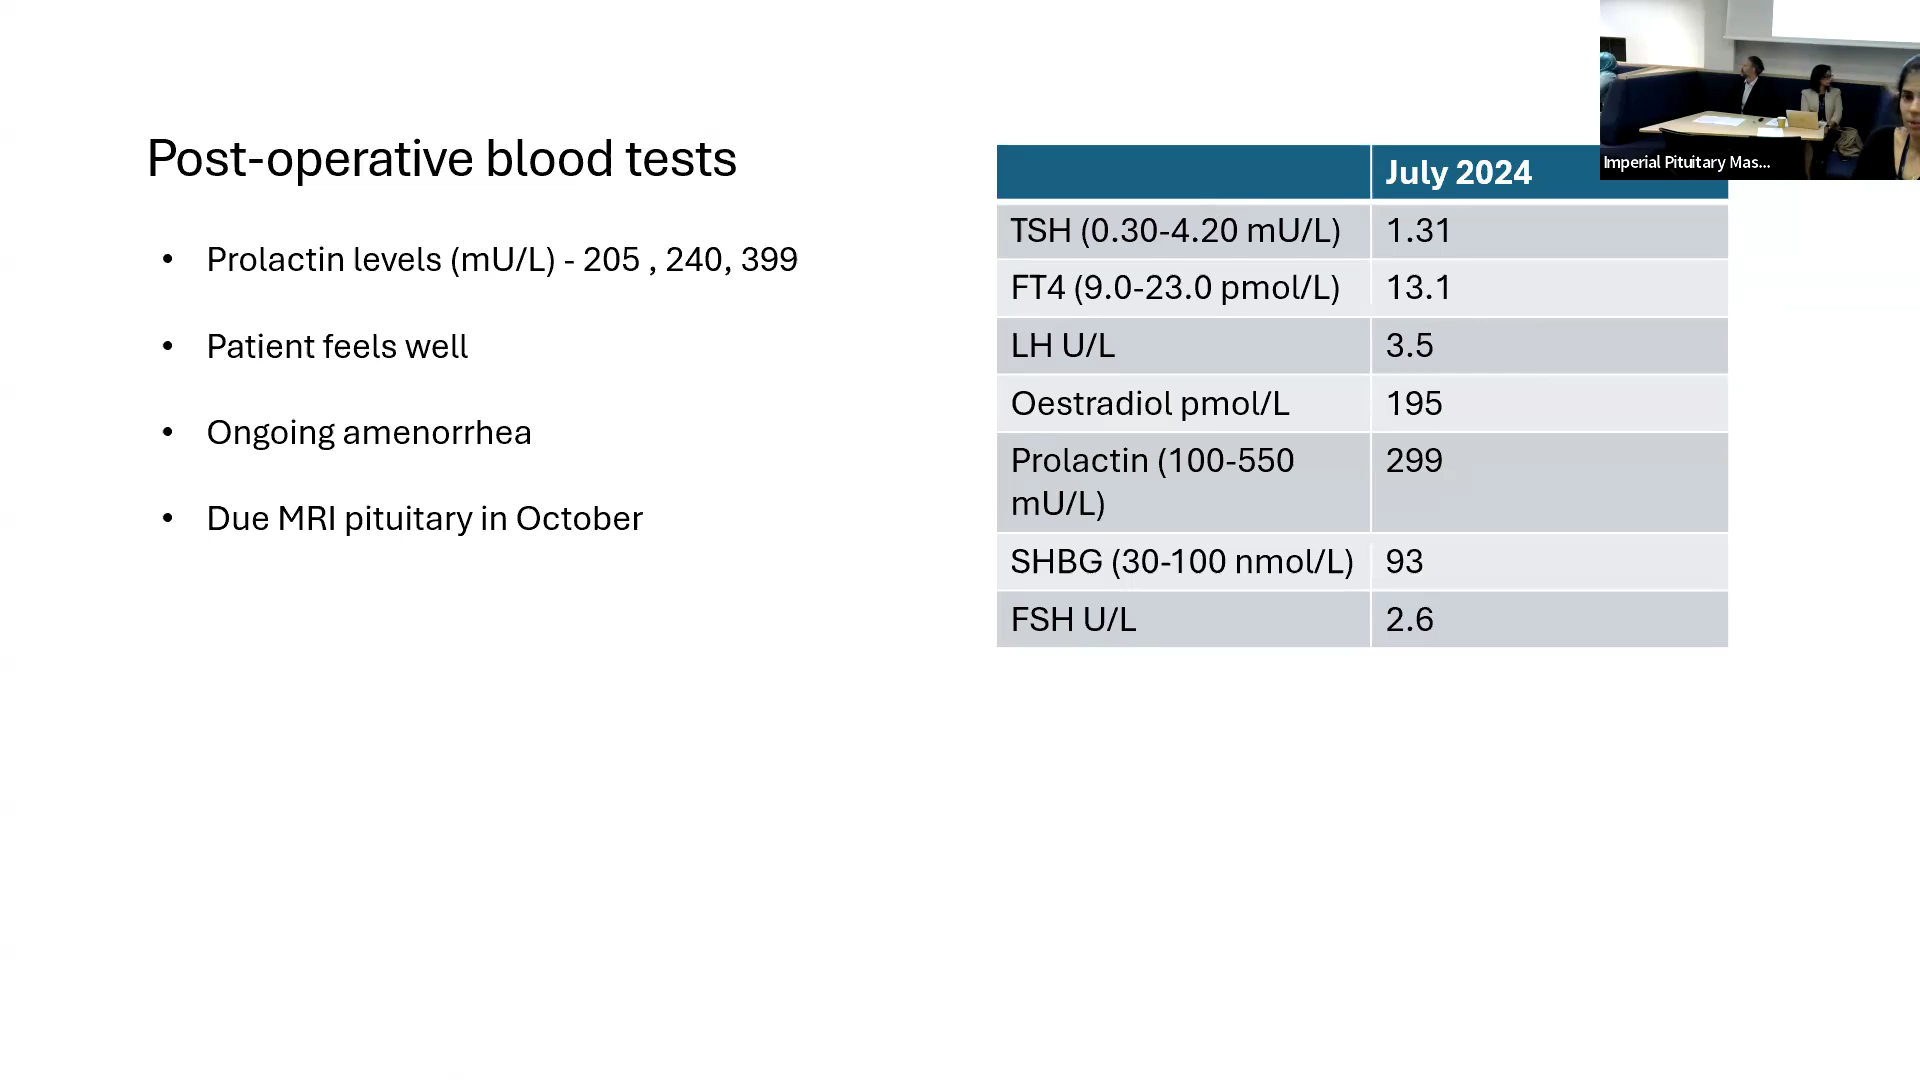 Post-operative blood tests
• Prolactin levels (mU/L) - 205 , 240, 399
• Patient feels well
• Ongoing amenorrhea
• Due MRI pituitary in October
July 2024
TSH (0.30-4.20 mU/L) 1.31
FT4 (9.0-23.0 pmol/L) 13.1
LH U/L 3.5
Oestradiol pmol/L 195
Prolactin (100-550 299
mU/L)
SHBG (30-100 nmol/L) 93
FSH U/L 2.6
Imperial Pituitary Mas...